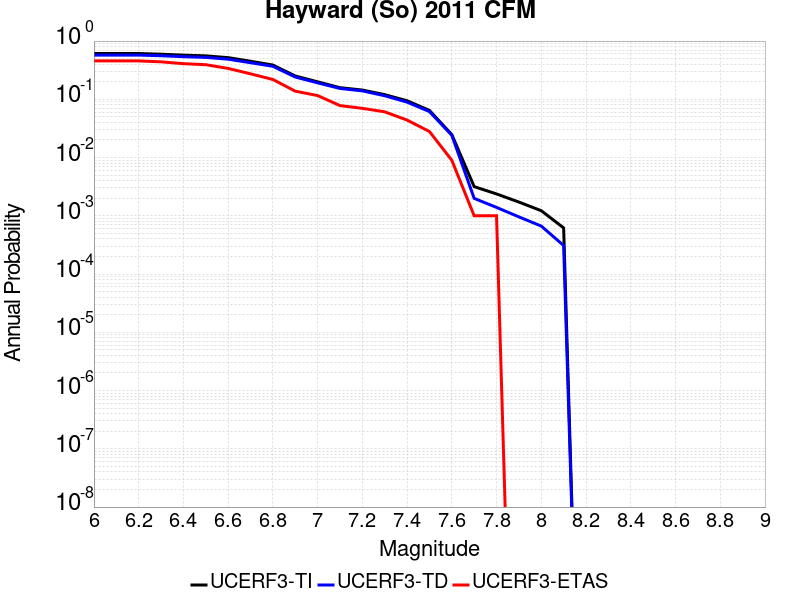 Hayward (So) 2011 CFM
10^0
10^-1
10^-2
10^-3
10^-4
10^-5
10^-6
10^-7
10^-8
Annual Probability
6 6.2 6.4 6.6 6.8 7 7.2 7.4 7.6 7.8 8 8.2 8.4 8.6 8.8 9
Magnitude
UCERF3-TI UCERF3-TD UCERF3-ETAS